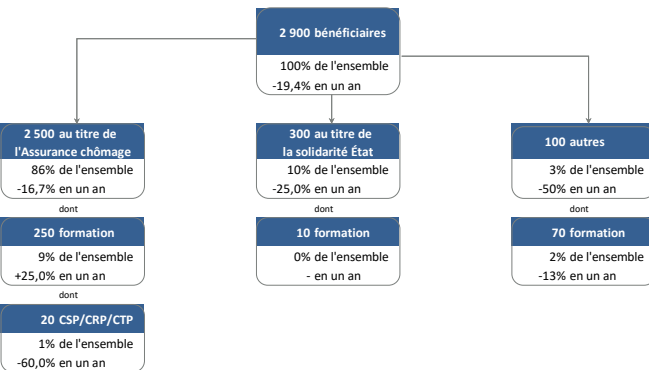 2 900 bénéficiaires
100% de l'ensemble
-19,4% en un an
2 500 au titre de
l'Assurance chômage
86% de l'ensemble
-16,7% en un an
dont
250 formation
9% de l'ensemble
+25,0% en un an
dont
20 CSP/CRP/CTP
1% de l'ensemble
-60,0% en un an
300 au titre de
la solidarité État
10% de l'ensemble
-25,0% en un an
dont
10 formation
0% de l'ensemble
- en un an
100 autres
3% de l'ensemble
-50% en un an
dont
70 formation
2% de l'ensemble
-13% en un an